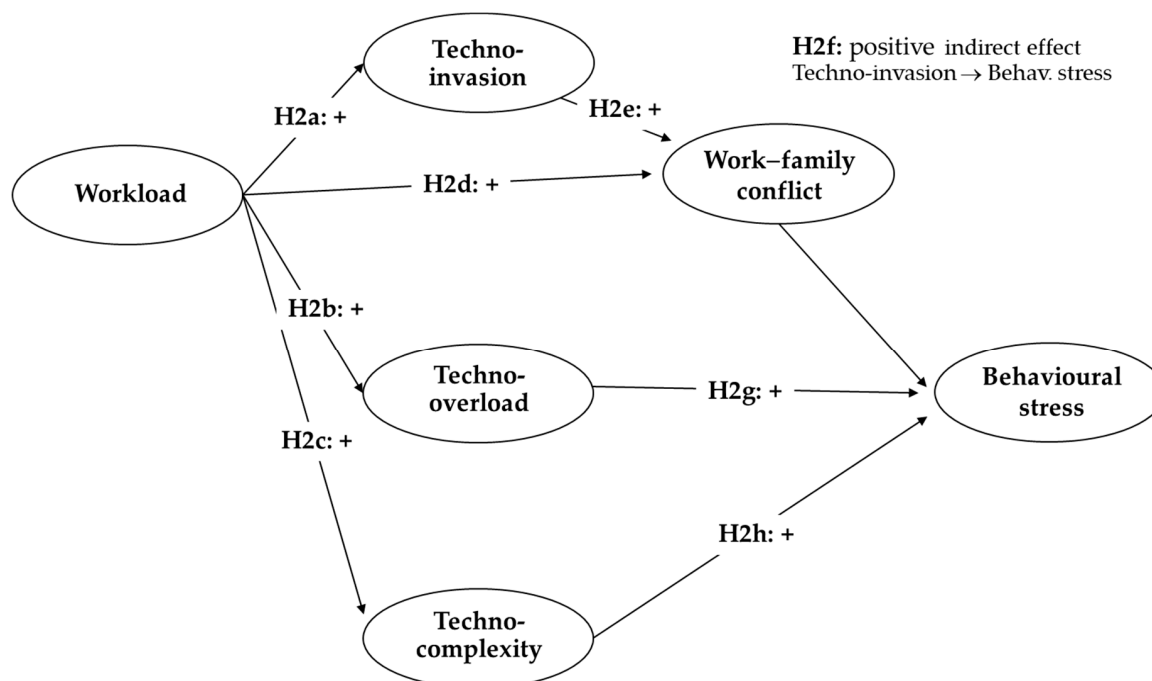 Techno-
invasion
H2f: positive indirect effect
Techno-invasion → Behav. stress
H2a: +
H2e: +
Workload
H2d: +
Work–family
conflict
H2b: +
Techno-
overload
H2g: +
Behavioural
stress
H2c: +
H2h: +
Techno-
complexity